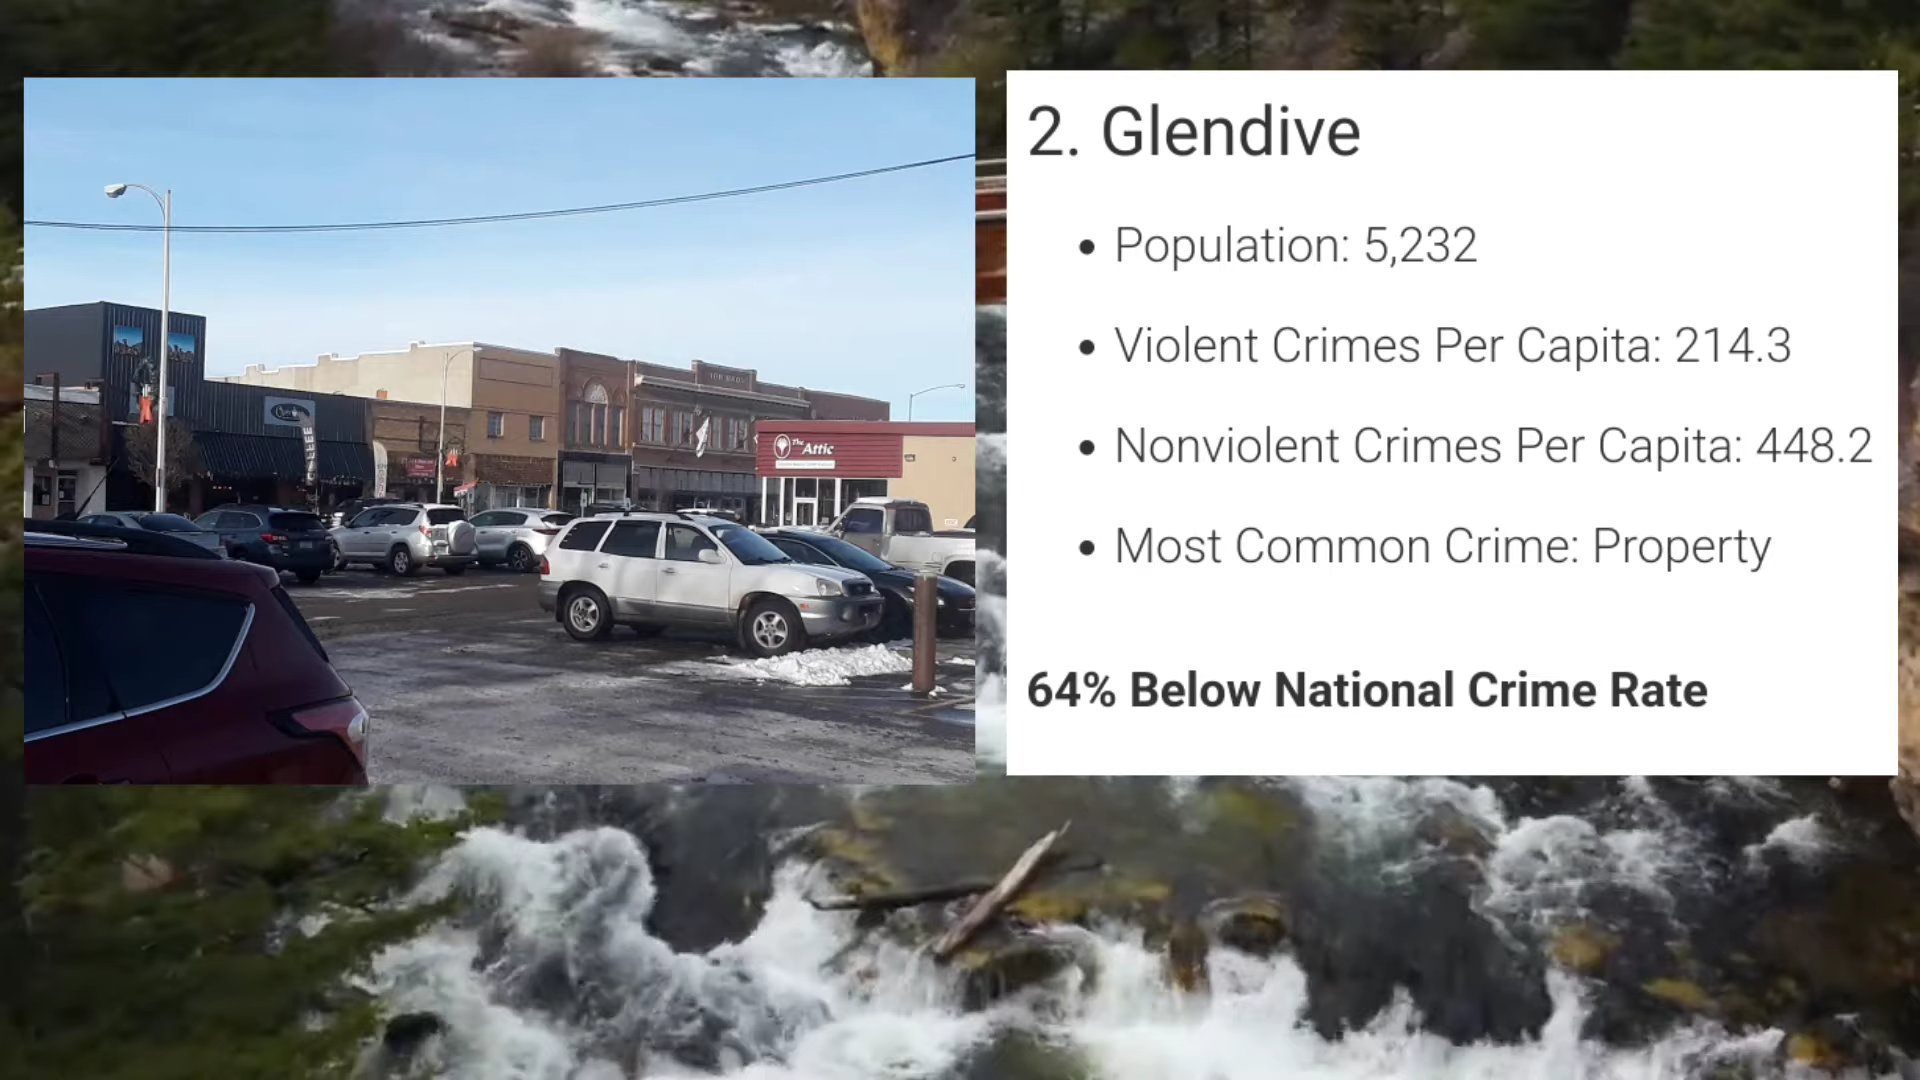 The Attic
COFFEE
2. Glendive
• Population: 5,232
• Violent Crimes Per Capita: 214.3
• Nonviolent Crimes Per Capita: 448.2
• Most Common Crime: Property
64% Below National Crime Rate